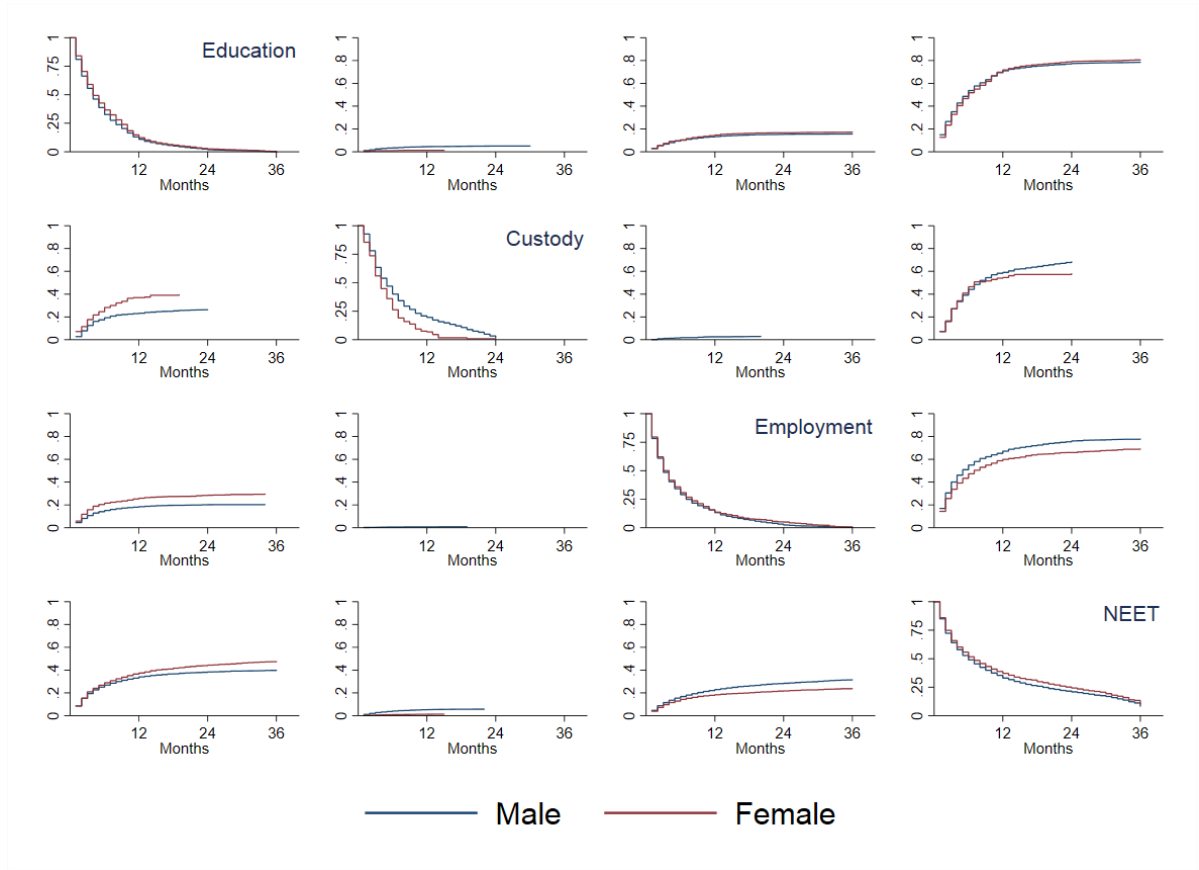 0 .25 .5 .75 1
Education
12 24 36
Months
0 .2 .4 .6 .8 1
12 24 36
Months
0 .2 .4 .6 .8 1
12 24 36
Months
0 .2 .4 .6 .8 1
12 24 36
Months
0 .2 .4 .6 .8 1
12 24 36
Months
0 .25 .5 .75 1
Custody
12 24 36
Months
0 .2 .4 .6 .8 1
12 24 36
Months
0 .2 .4 .6 .8 1
12 24 36
Months
0 .2 .4 .6 .8 1
12 24 36
Months
0 .2 .4 .6 .8 1
12 24 36
Months
0 .25 .5 .75 1
Employment
12 24 36
Months
0 .2 .4 .6 .8 1
12 24 36
Months
0 .2 .4 .6 .8 1
12 24 36
Months
0 .2 .4 .6 .8 1
12 24 36
Months
0 .2 .4 .6 .8 1
12 24 36
Months
0 .25 .5 .75 1
NEET
12 24 36
Months
Male Female